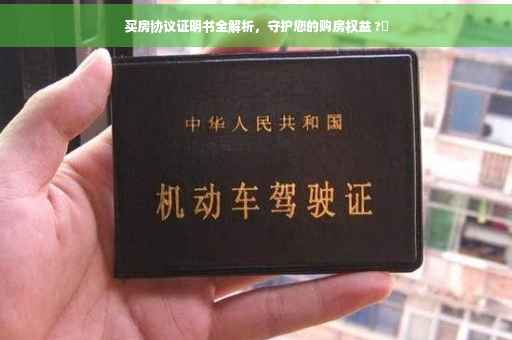 买房协议证明书全解析，守护您的购房权益 ?
中华人民共和国
机动车驾驶证